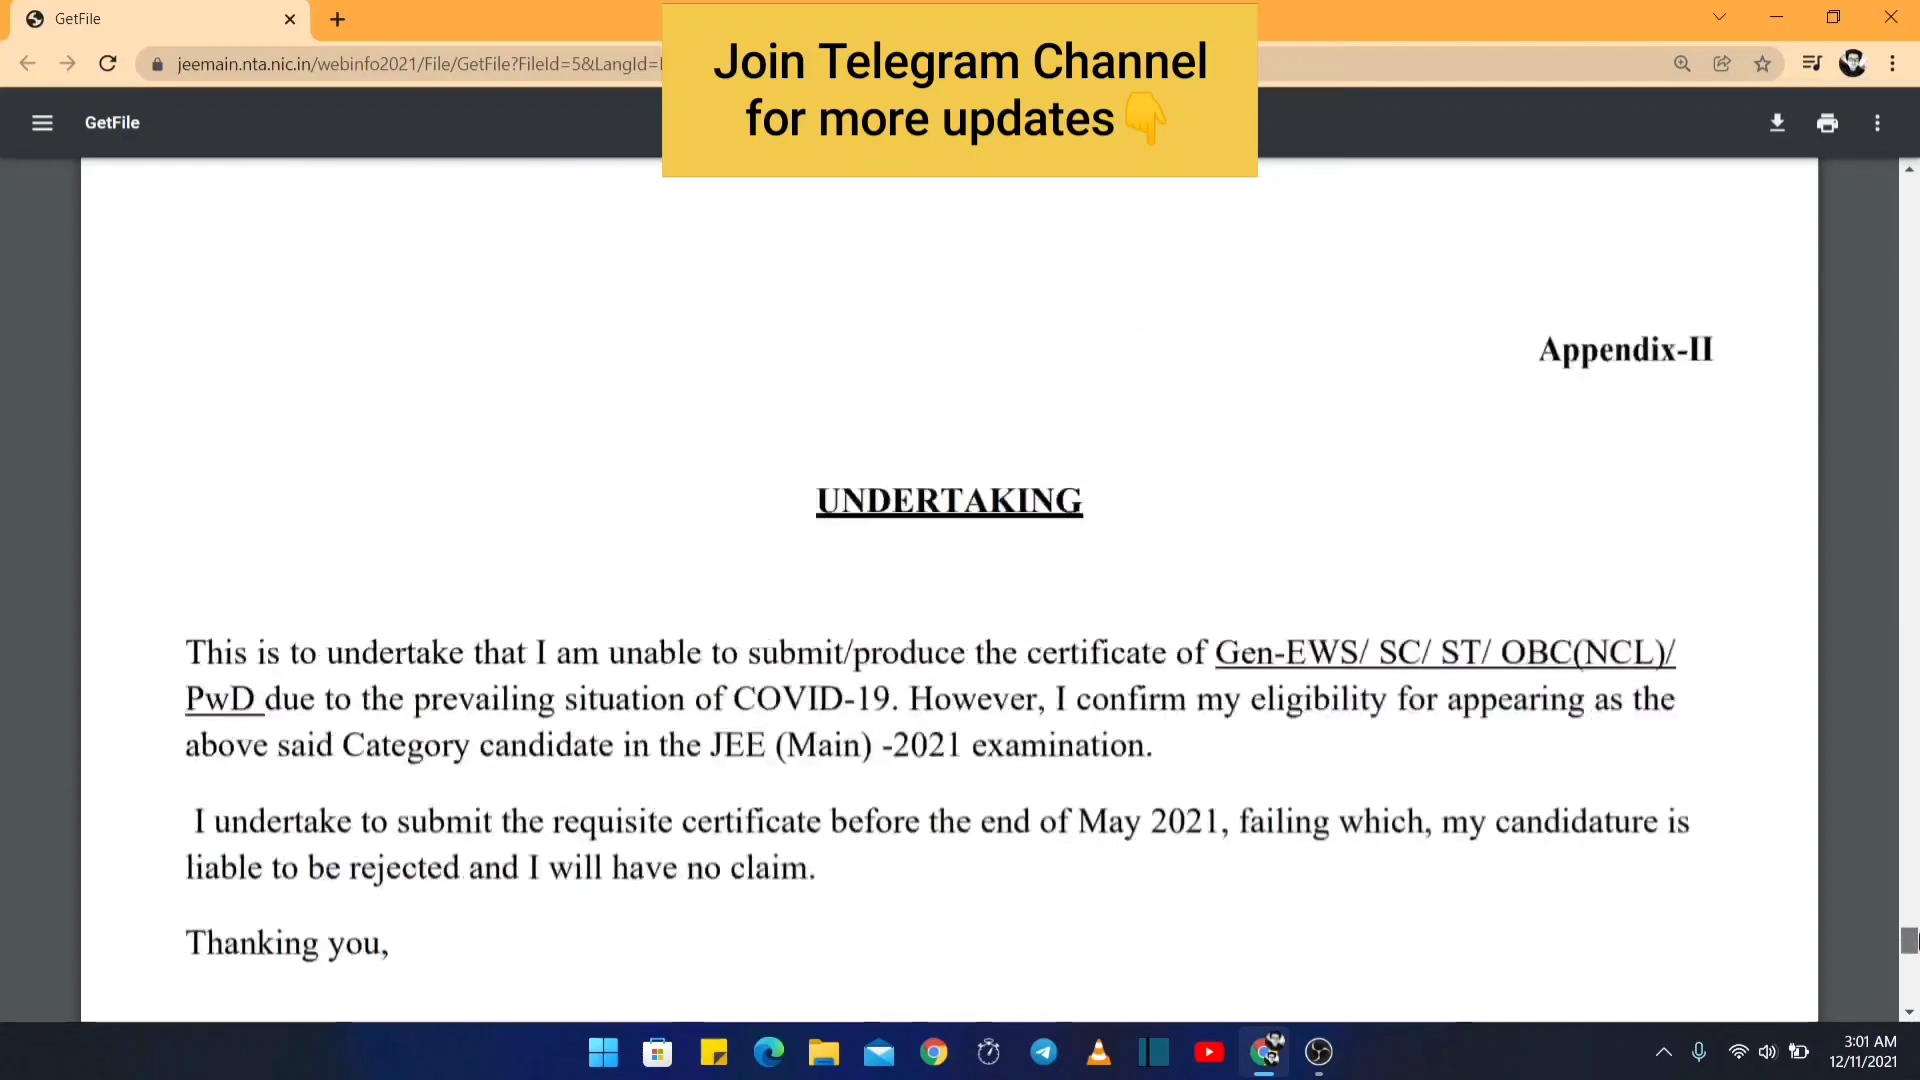 GetFile
jeemain.nta.nic.in/webinfo2021/File/GetFile?FileId=5&LangId=
Join Telegram Channel
for more updates👇
GetFile
Appendix-II
UNDERTAKING
This is to undertake that I am unable to submit/produce the certificate of Gen-EWS/ SC/ ST/ OBC(NCL)/
PwD due to the prevailing situation of COVID-19. However, I confirm my eligibility for appearing as the
above said Category candidate in the JEE (Main) -2021 examination.
I undertake to submit the requisite certificate before the end of May 2021, failing which, my candidature is
liable to be rejected and I will have no claim.
Thanking you,
3:01 AM
12/11/2021